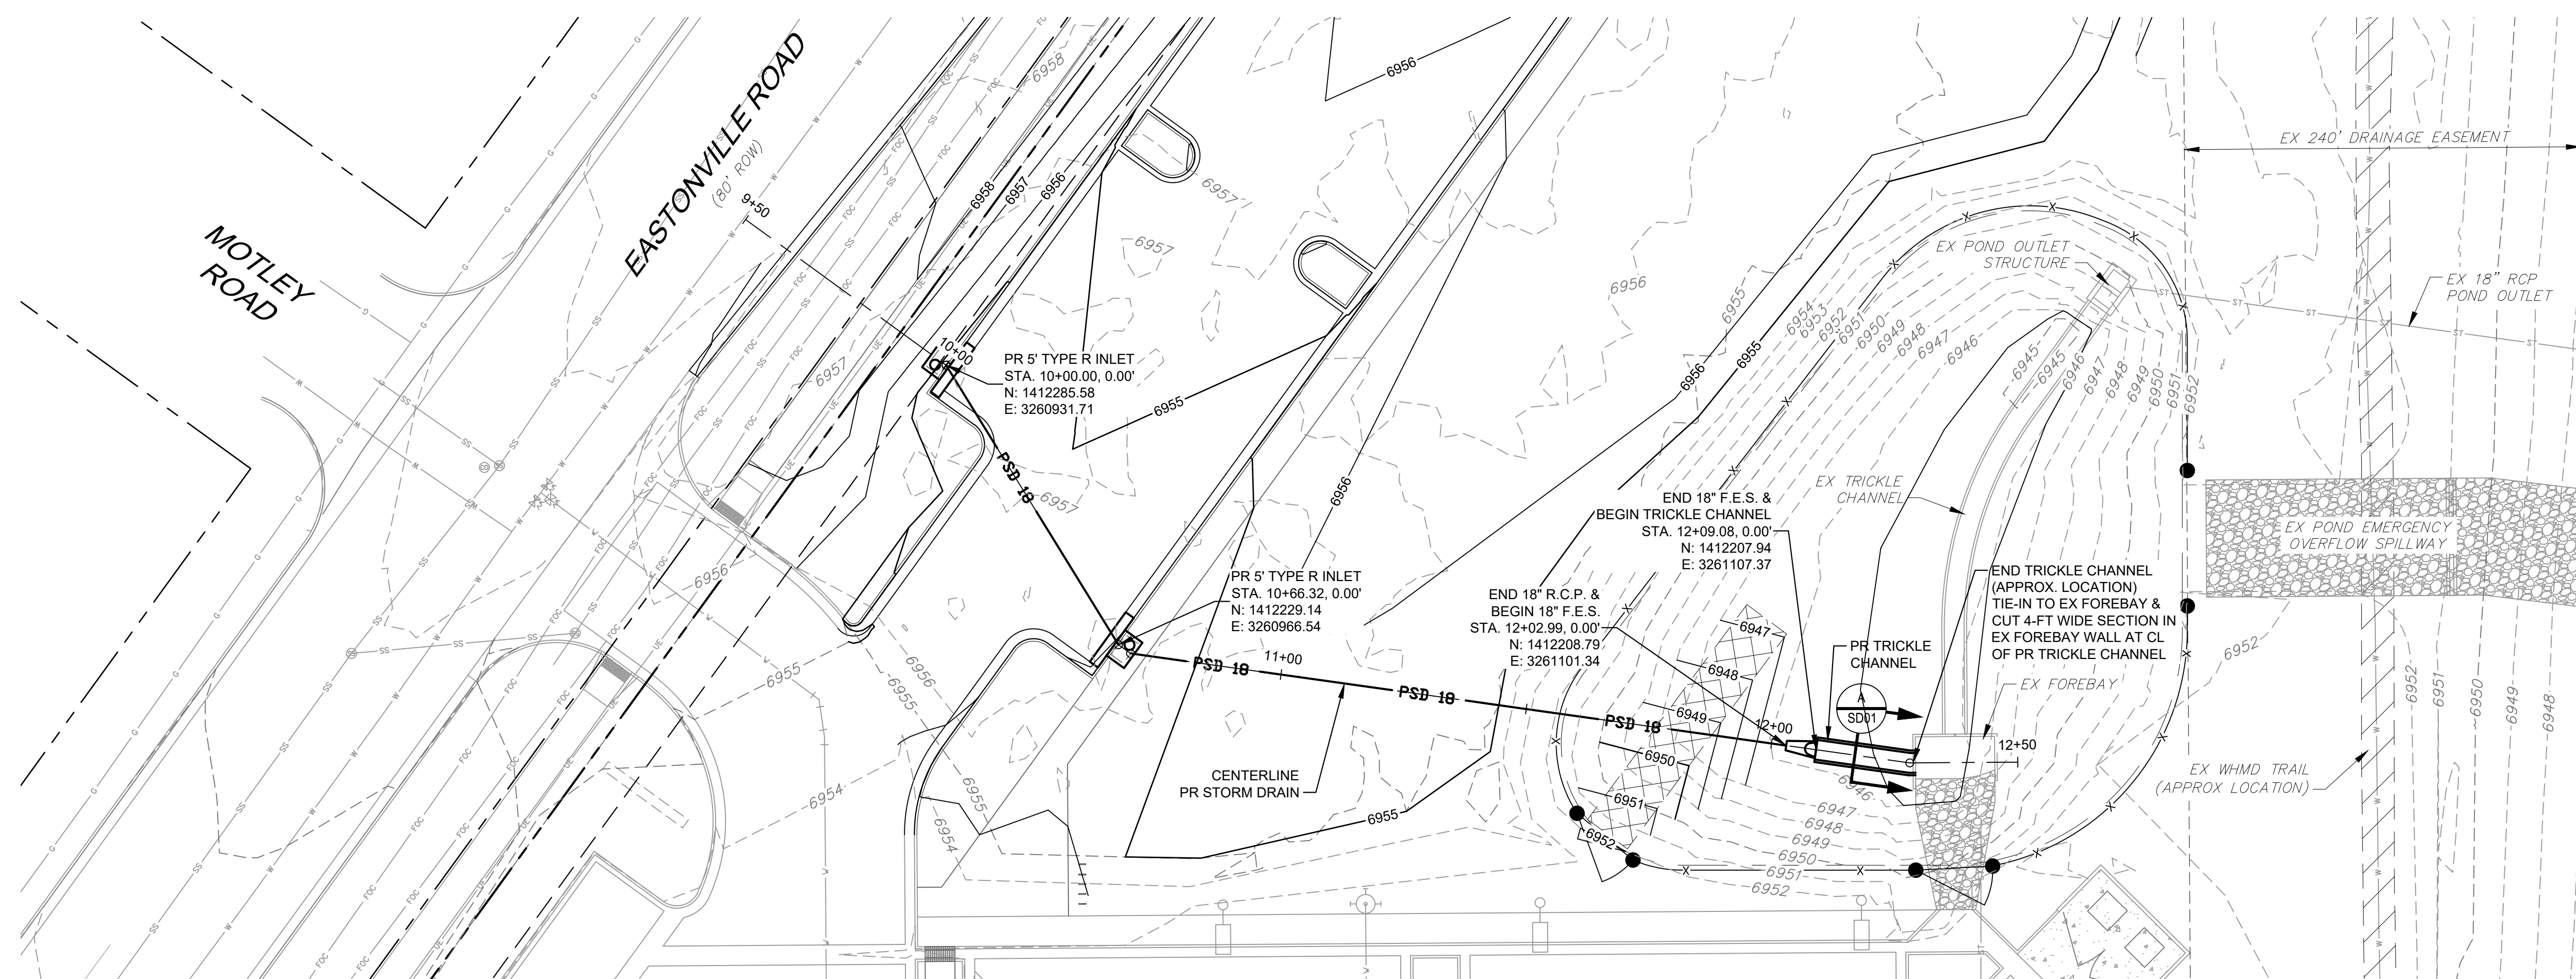 MOTLEY
ROAD
EASTONVILLE ROAD
(80' ROW)
9+50
10+00
PR 5' TYPE R INLET
STA. 10+00.00, 0.00'
N: 1412285.58
E: 3260931.71
PSD 18
PR 5' TYPE R INLET
STA. 10+66.32, 0.00'
N: 1412229.14
E: 3260966.54
PSD 18
11+00
PSD 18
PSD 18
12+00
12+50
CENTERLINE
PR STORM DRAIN
END 18" R.C.P. &
BEGIN 18" F.E.S.
STA. 12+02.99, 0.00'
N: 1412208.79
E: 3261101.34
END 18" F.E.S. &
BEGIN TRICKLE CHANNEL
STA. 12+09.08, 0.00'
N: 1412207.94
E: 3261107.37
PR TRICKLE
CHANNEL
A
SD01
END TRICKLE CHANNEL
(APPROX. LOCATION)
TIE-IN TO EX FOREBAY &
CUT 4-FT WIDE SECTION IN
EX FOREBAY WALL AT CL
OF PR TRICKLE CHANNEL
EX FOREBAY
EX TRICKLE
CHANNEL
EX POND OUTLET
STRUCTURE
EX 240' DRAINAGE EASEMENT
EX 18" RCP
POND OUTLET
EX POND EMERGENCY
OVERFLOW SPILLWAY
EX WHMD TRAIL
(APPROX LOCATION)
6958
6958
6957
6956
6957
6957
6957
6957
6956
6956
6955
6956
6955
6956
6955
6954
6955
6954
6956
6955
6956
6955
6955
6954
6953
6952
6951
6950
6949
6948
6947
6946
6945
6945
6946
6947
6948
6949
6950
6951
6952
6947
6948
6949
6950
6951
6952
6946
6947
6948
6949
6950
6951
6952
6952
6952
6951
6950
6949
6948